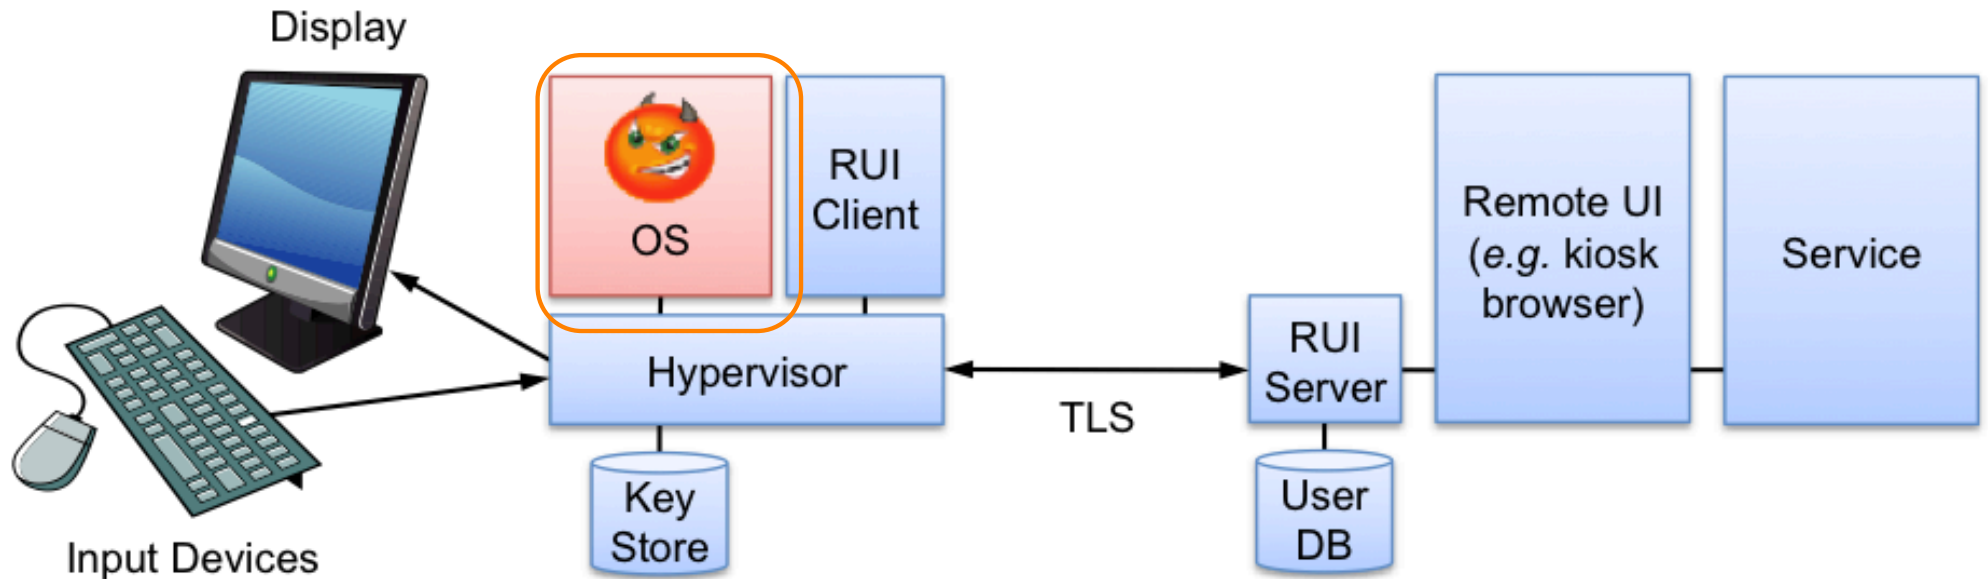 Display
OS
RUI
Client
Hypervisor
Key
Store
Input Devices
TLS
RUI
Server
User
DB
Remote UI
(e.g. kiosk
browser)
Service